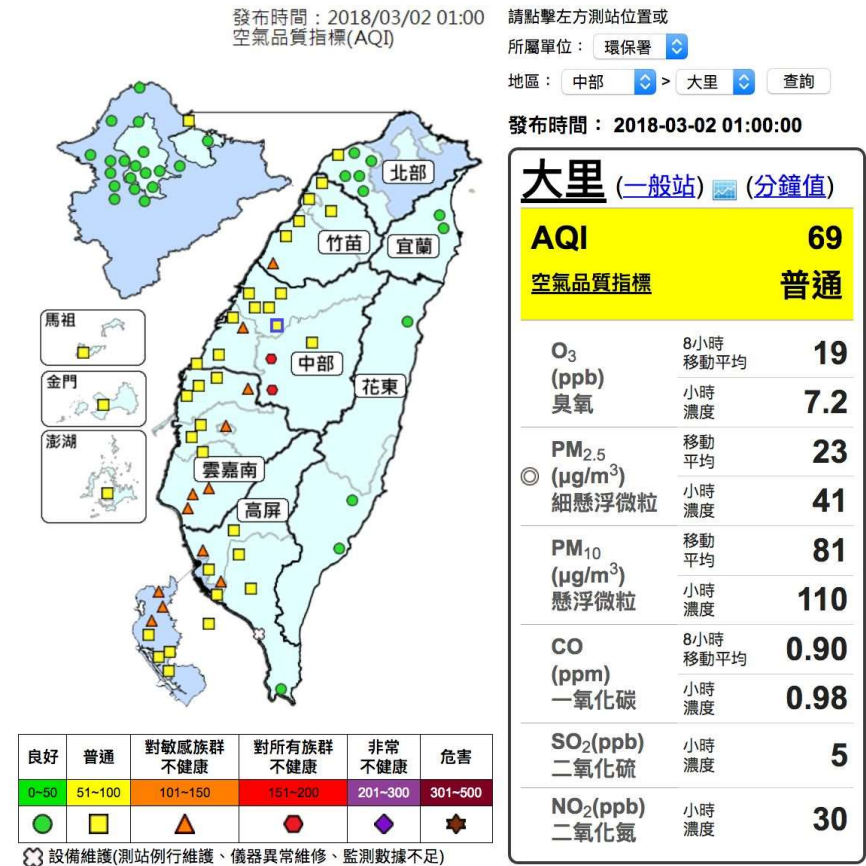 發布時間：2018/03/02 01:00
空氣品質指標(AQI)
北部
竹苗
宜蘭
馬祖
中部
金門
花東
澎湖
雲嘉南
高屏
良好 普通 對敏感族群不健康 對所有族群不健康 非常不健康 危害
0~50 51~100 101~150 151~200 201~300 301~500
設備維護(測站例行維護、儀器異常維修、監測數據不足)
請點擊左方測站位置或
所屬單位： 環保署
地區： 中部 > 大里 查詢
發布時間： 2018-03-02 01:00:00
大里 (一般站) (分鐘值)
AQI 69
空氣品質指標 普通
O3 (ppb) 臭氧 8小時移動平均 19
小時濃度 7.2
PM2.5 (μg/m3) 細懸浮微粒 移動平均 23
小時濃度 41
PM10 (μg/m3) 懸浮微粒 移動平均 81
小時濃度 110
CO (ppm) 一氧化碳 8小時移動平均 0.90
小時濃度 0.98
SO2(ppb) 二氧化硫 小時濃度 5
NO2(ppb) 二氧化氮 小時濃度 30